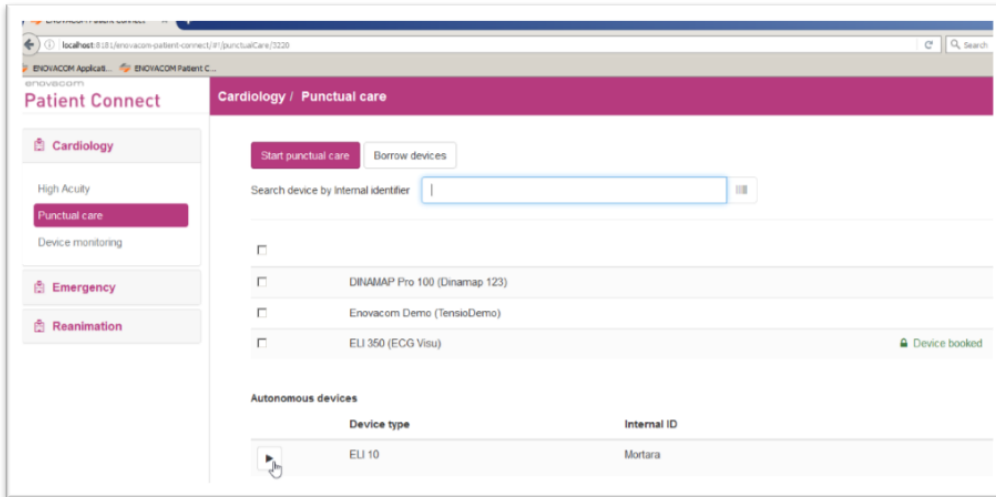 ENOVACOM Patient Connect
localhost:8181/enovacom-patient-connect/#!/punctualCare/3220
Search
ENOVACOM Applicati...
ENOVACOM Patient C...
enovacom
Patient Connect
Cardiology / Punctual care
Cardiology
High Acuity
Punctual care
Device monitoring
Emergency
Reanimation
Start punctual care
Borrow devices
Search device by Internal identifier
DINAMAP Pro 100 (Dinamap 123)
Enovacom Demo (TensioDemo)
ELI 350 (ECG Visu)
Device booked
Autonomous devices
Device type
Internal ID
ELI 10
Mortara